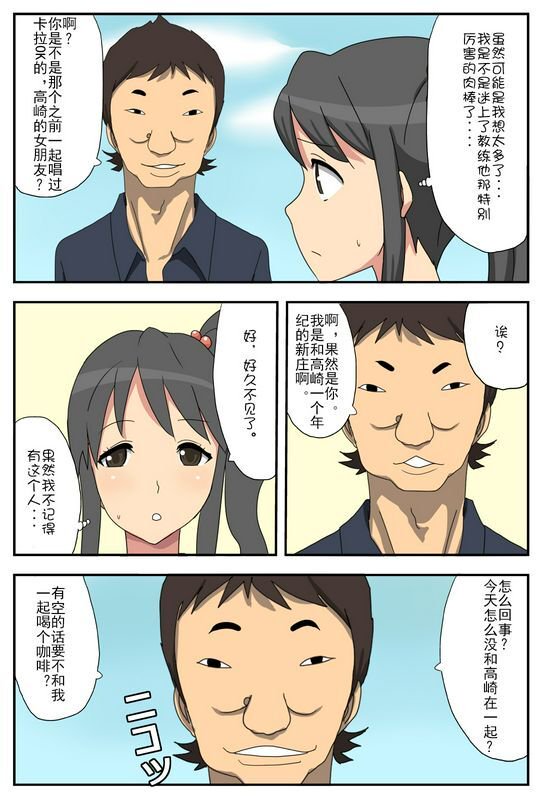 虽然可能是我想太多了···
我是不是迷上了教练他那特别
厉害的肉棒了···
啊？
你是不是那个之前一起唱过
卡拉OK的，高崎的女朋友？
诶？
啊，果然是你。
我是和高崎一个年
纪的新庄啊。
好，好久不见了。
果然我不记得
有这个人···
怎么回事？
今天怎么没和高崎在一起？
有空的话要不和我
一起喝个咖啡？
ニコッ